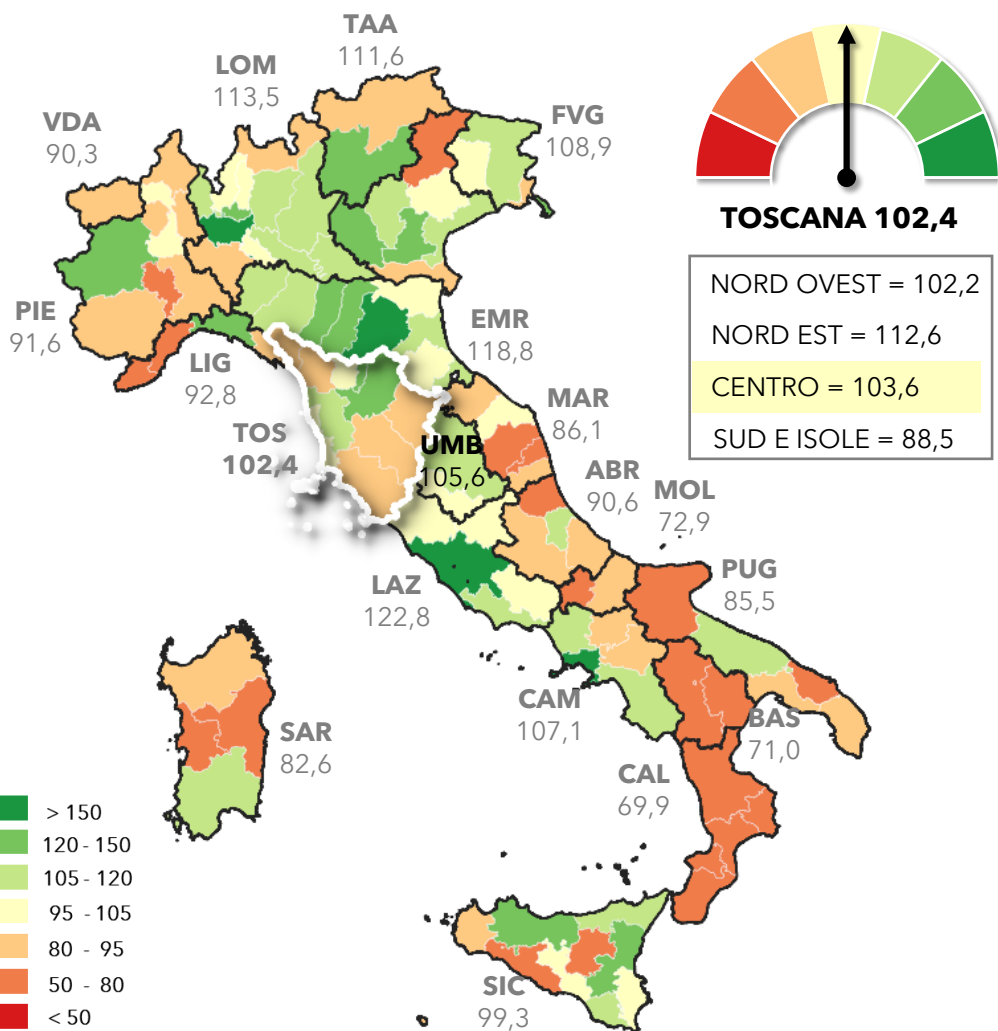 TAA
111,6
LOM
113,5
VDA
90,3
FVG
108,9
TOSCANA 102,4
NORD OVEST = 102,2
NORD EST = 112,6
CENTRO = 103,6
SUD E ISOLE = 88,5
PIE
91,6
LIG
92,8
EMR
118,8
TOS
102,4
UMB
105,6
MAR
86,1
ABR
90,6
MOL
72,9
LAZ
122,8
PUG
85,5
CAM
107,1
BAS
71,0
SAR
82,6
CAL
69,9
SIC
99,3
> 150
120 - 150
105 - 120
95 - 105
80 - 95
50 - 80
< 50